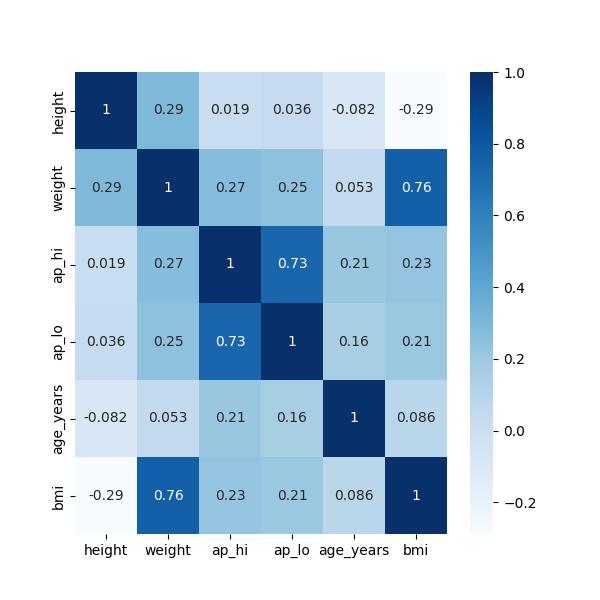 1.0
height 1 0.29 0.019 0.036 -0.082 -0.29
0.8
weight 0.29 1 0.27 0.25 0.053 0.76
0.6
ap_hi 0.019 0.27 1 0.73 0.21 0.23
0.4
ap_lo 0.036 0.25 0.73 1 0.16 0.21
0.2
age_years -0.082 0.053 0.21 0.16 1 0.086
0.0
bmi -0.29 0.76 0.23 0.21 0.086 1
−0.2
height weight ap_hi ap_lo age_years bmi